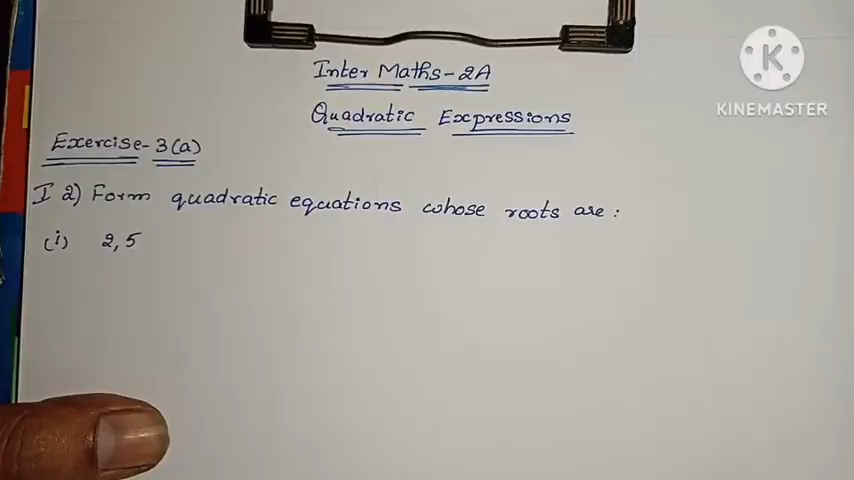 Inter Maths-2A
Quadratic Expressions
KINEMASTER
Exercise-3(a)
I 2) Form quadratic equations whose roots are :
(i) 2,5